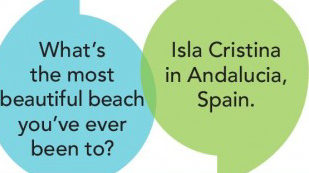 What's
the most
beautiful beach
you've ever
been to?
Isla Cristina
in Andalucia,
Spain.